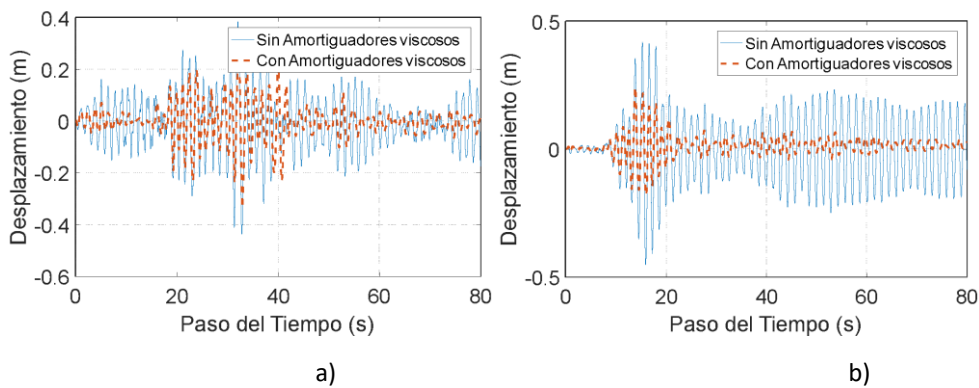 0.4
0.2
0
-0.2
-0.4
-0.6
Desplazamiento (m)
Sin Amortiguadores viscosos
Con Amortiguadores viscosos
0 20 40 60 80
Paso del Tiempo (s)
a)
0.5
0
-0.5
Desplazamiento (m)
Sin Amortiguadores viscosos
Con Amortiguadores viscosos
0 20 40 60 80
Paso del Tiempo (s)
b)